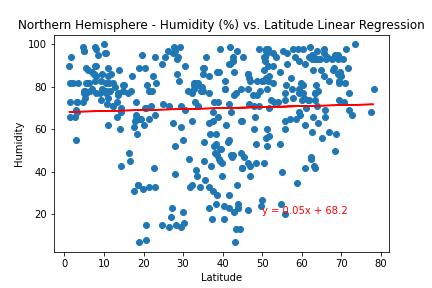 Northern Hemisphere - Humidity (%) vs. Latitude Linear Regression
100
80
60
40
20
Humidity
y = 0.05x + 68.2
0 10 20 30 40 50 60 70 80
Latitude